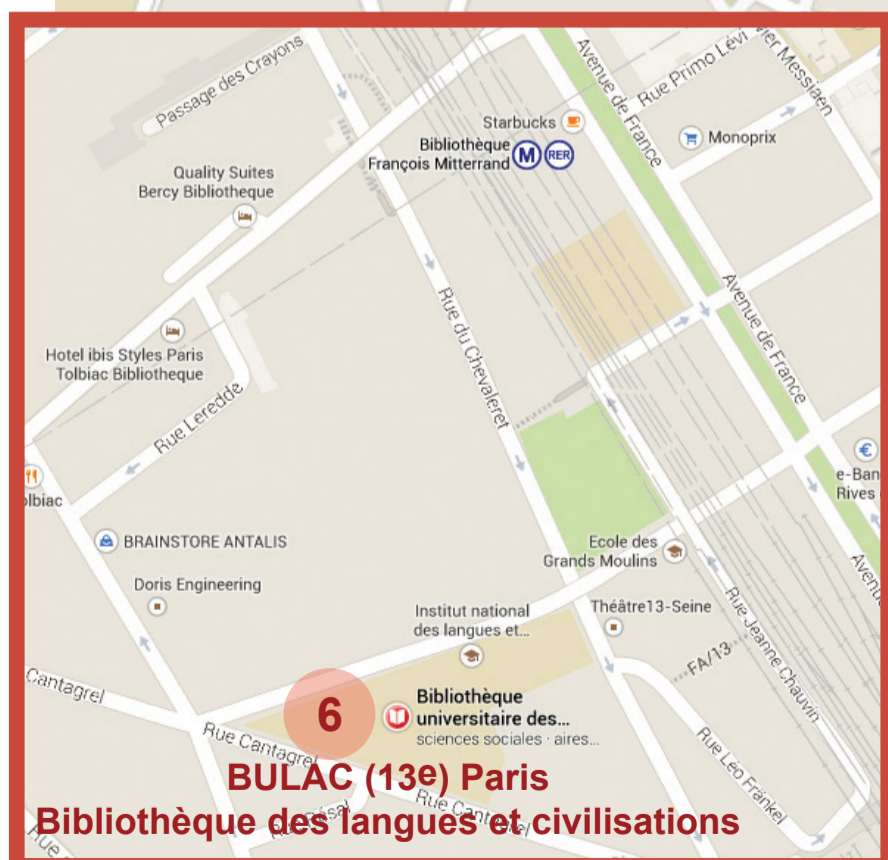 Passage des Crayons
Avenue de France
Rue Primo Levi
vier Messiaen
Starbucks
Bibliothèque
François Mitterrand
M
RER
Monoprix
Quality Suites
Bercy Bibliotheque
Rue du Chevaleret
Avenue de France
Hotel ibis Styles Paris
Tolbiac Bibliotheque
Rue Leredde
olbiac
€
e-Ban
Rives
BRAINSTORE ANTALIS
Ecole des
Grands Moulins
Avenu
Doris Engineering
Institut national
des langues et...
Théâtre13-Seine
Rue Jeanne Chauvin
FA/13
Cantagrel
6
Bibliothèque
universitaire des...
sciences sociales · aires...
Rue Cantagrel
Rue Léo Fränkel
BULAC (13e) Paris
Rue Cantagrel
Bibliothèque des langues et civilisations
Rue